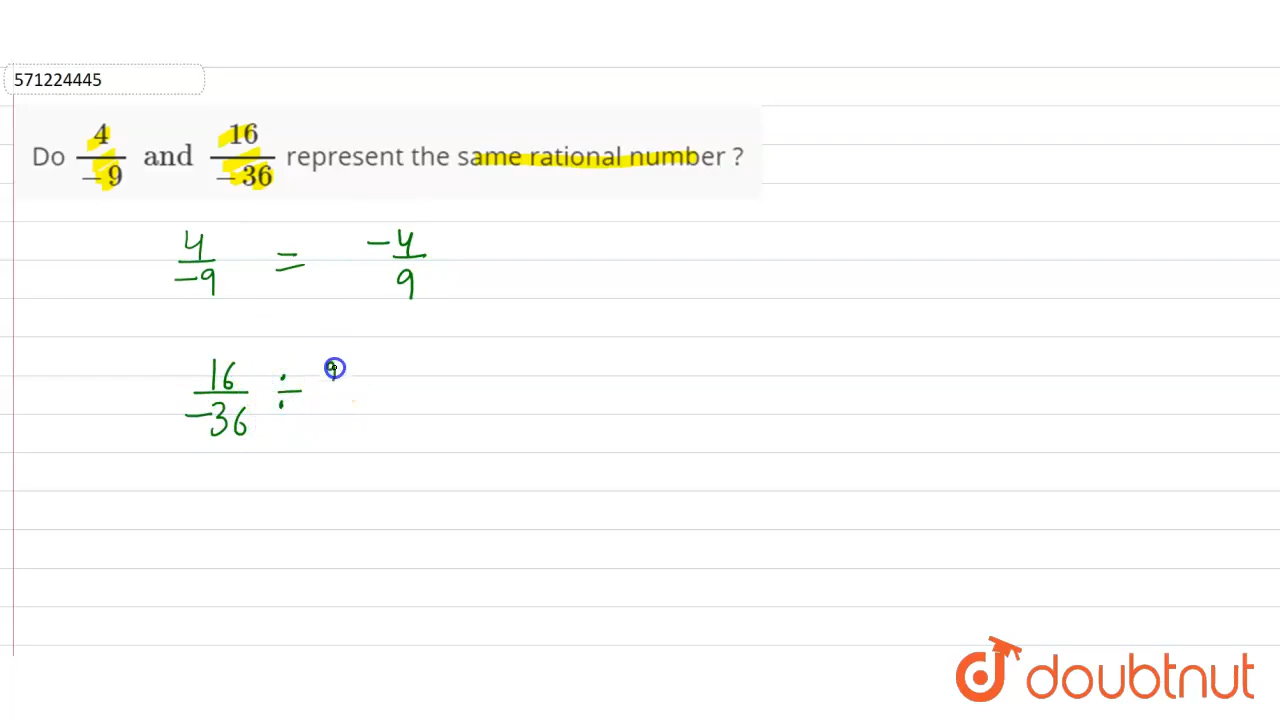 571224445
Do 4/−9 and 16/−36 represent the same rational number ?
4/−9 = −4/9
16/−36 ÷
doubtnut